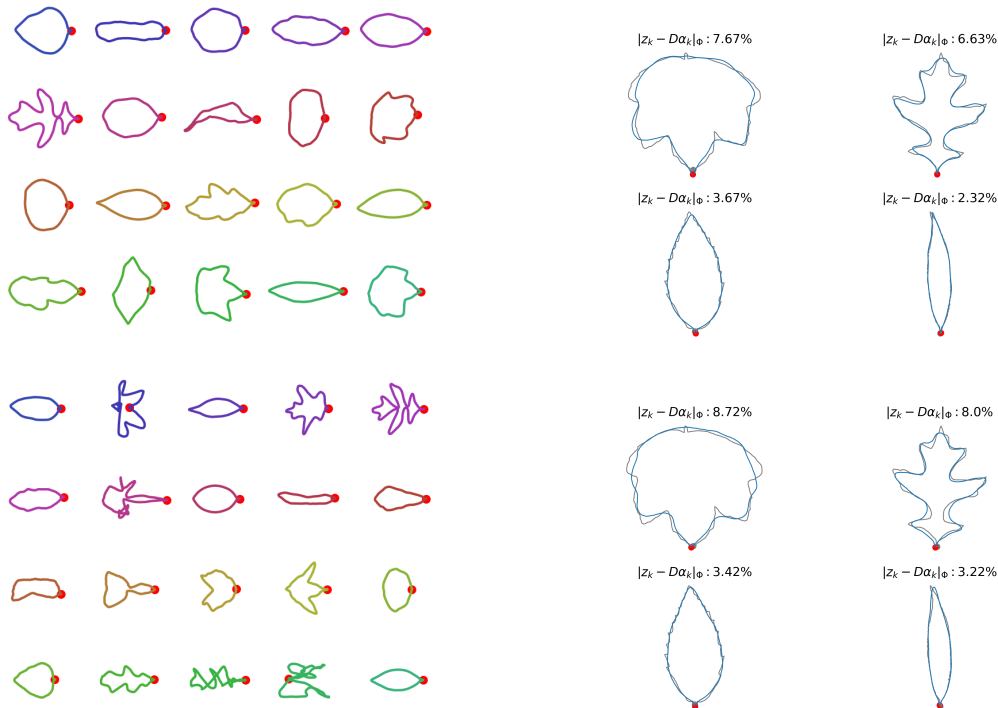 |z_k − Dα_k|_Φ : 7.67%
|z_k − Dα_k|_Φ : 6.63%
|z_k − Dα_k|_Φ : 3.67%
|z_k − Dα_k|_Φ : 2.32%
|z_k − Dα_k|_Φ : 8.72%
|z_k − Dα_k|_Φ : 8.0%
|z_k − Dα_k|_Φ : 3.42%
|z_k − Dα_k|_Φ : 3.22%